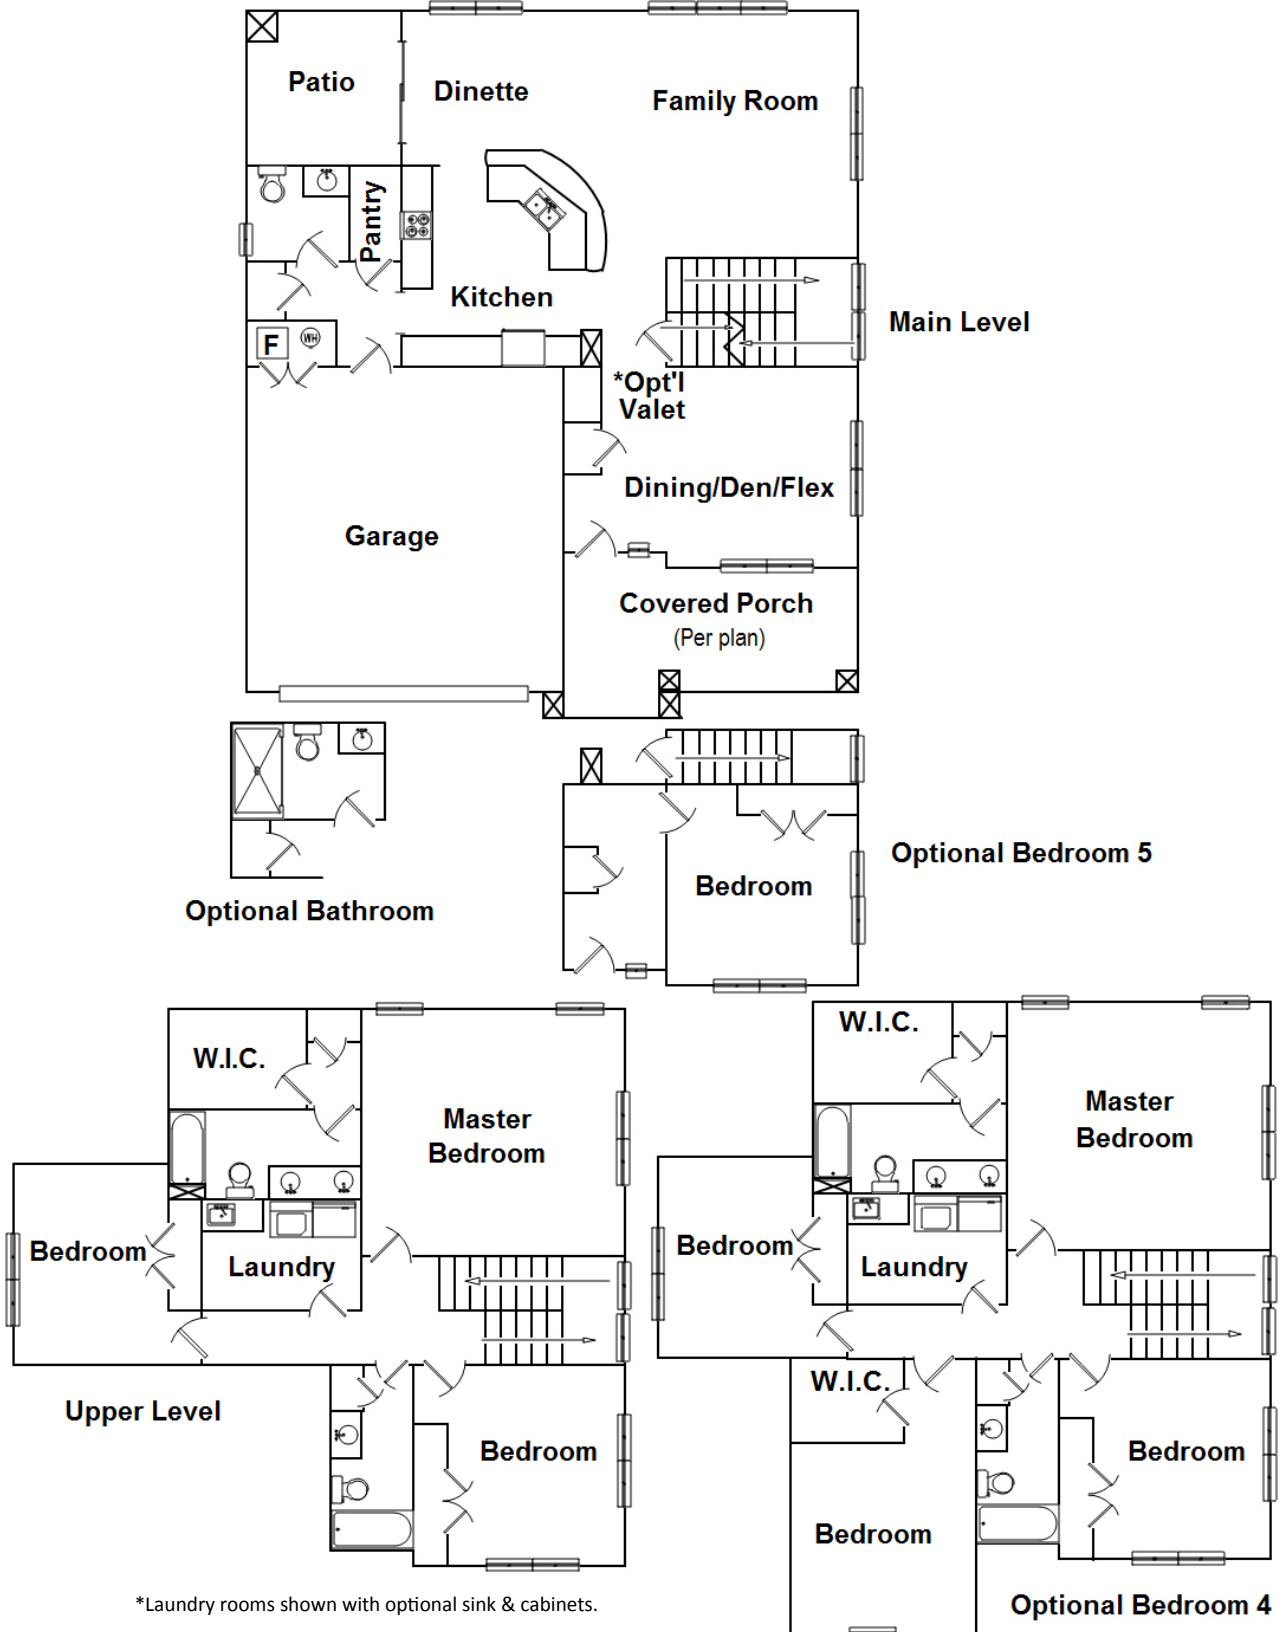 Patio
Dinette
Family Room
Pantry
Kitchen
Main Level
F
WH
*Opt'l
Valet
Dining/Den/Flex
Garage
Covered Porch
(Per plan)
Optional Bedroom 5
Bedroom
Optional Bathroom
W.I.C.
Master
Bedroom
Bedroom
Laundry
Upper Level
Bedroom
*Laundry rooms shown with optional sink & cabinets.
W.I.C.
Master
Bedroom
Bedroom
Laundry
W.I.C.
Bedroom
Bedroom
Optional Bedroom 4